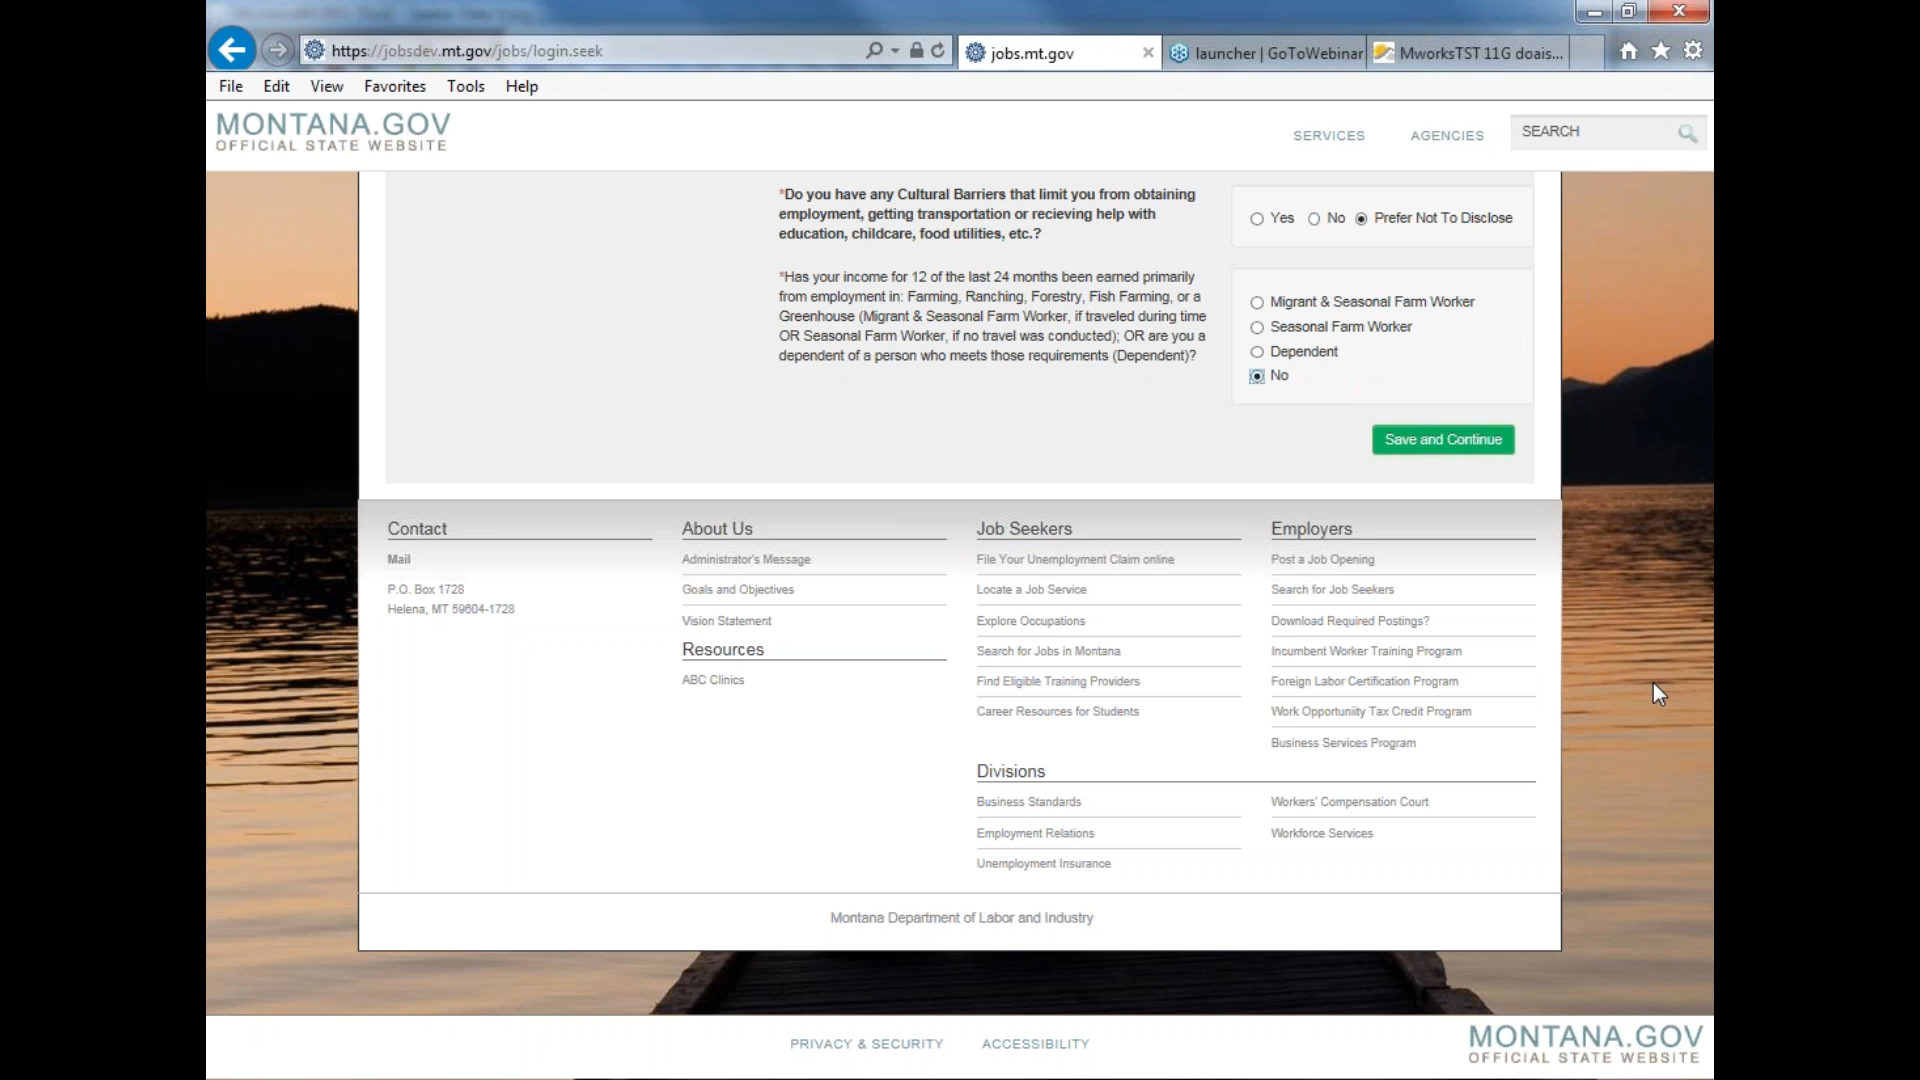 https://jobsdev.mt.gov/jobs/login.seek
jobs.mt.gov
launcher | GoToWebinar
MworksTST 11G doais...
File Edit View Favorites Tools Help
MONTANA.GOV
OFFICIAL STATE WEBSITE
SERVICES AGENCIES SEARCH
*Do you have any Cultural Barriers that limit you from obtaining
employment, getting transportation or recieving help with
education, childcare, food utilities, etc.?
Yes No Prefer Not To Disclose
*Has your income for 12 of the last 24 months been earned primarily
from employment in: Farming, Ranching, Forestry, Fish Farming, or a
Greenhouse (Migrant & Seasonal Farm Worker, if traveled during time
OR Seasonal Farm Worker, if no travel was conducted); OR are you a
dependent of a person who meets those requirements (Dependent)?
Migrant & Seasonal Farm Worker
Seasonal Farm Worker
Dependent
No
Save and Continue
Contact
Mail
P.O. Box 1728
Helena, MT 59604-1728
About Us
Administrator's Message
Goals and Objectives
Vision Statement
Resources
ABC Clinics
Job Seekers
File Your Unemployment Claim online
Locate a Job Service
Explore Occupations
Search for Jobs in Montana
Find Eligible Training Providers
Career Resources for Students
Employers
Post a Job Opening
Search for Job Seekers
Download Required Postings?
Incumbent Worker Training Program
Foreign Labor Certification Program
Work Opportuniity Tax Credit Program
Business Services Program
Divisions
Business Standards
Employment Relations
Unemployment Insurance
Workers' Compensation Court
Workforce Services
Montana Department of Labor and Industry
PRIVACY & SECURITY ACCESSIBILITY
MONTANA.GOV
OFFICIAL STATE WEBSITE